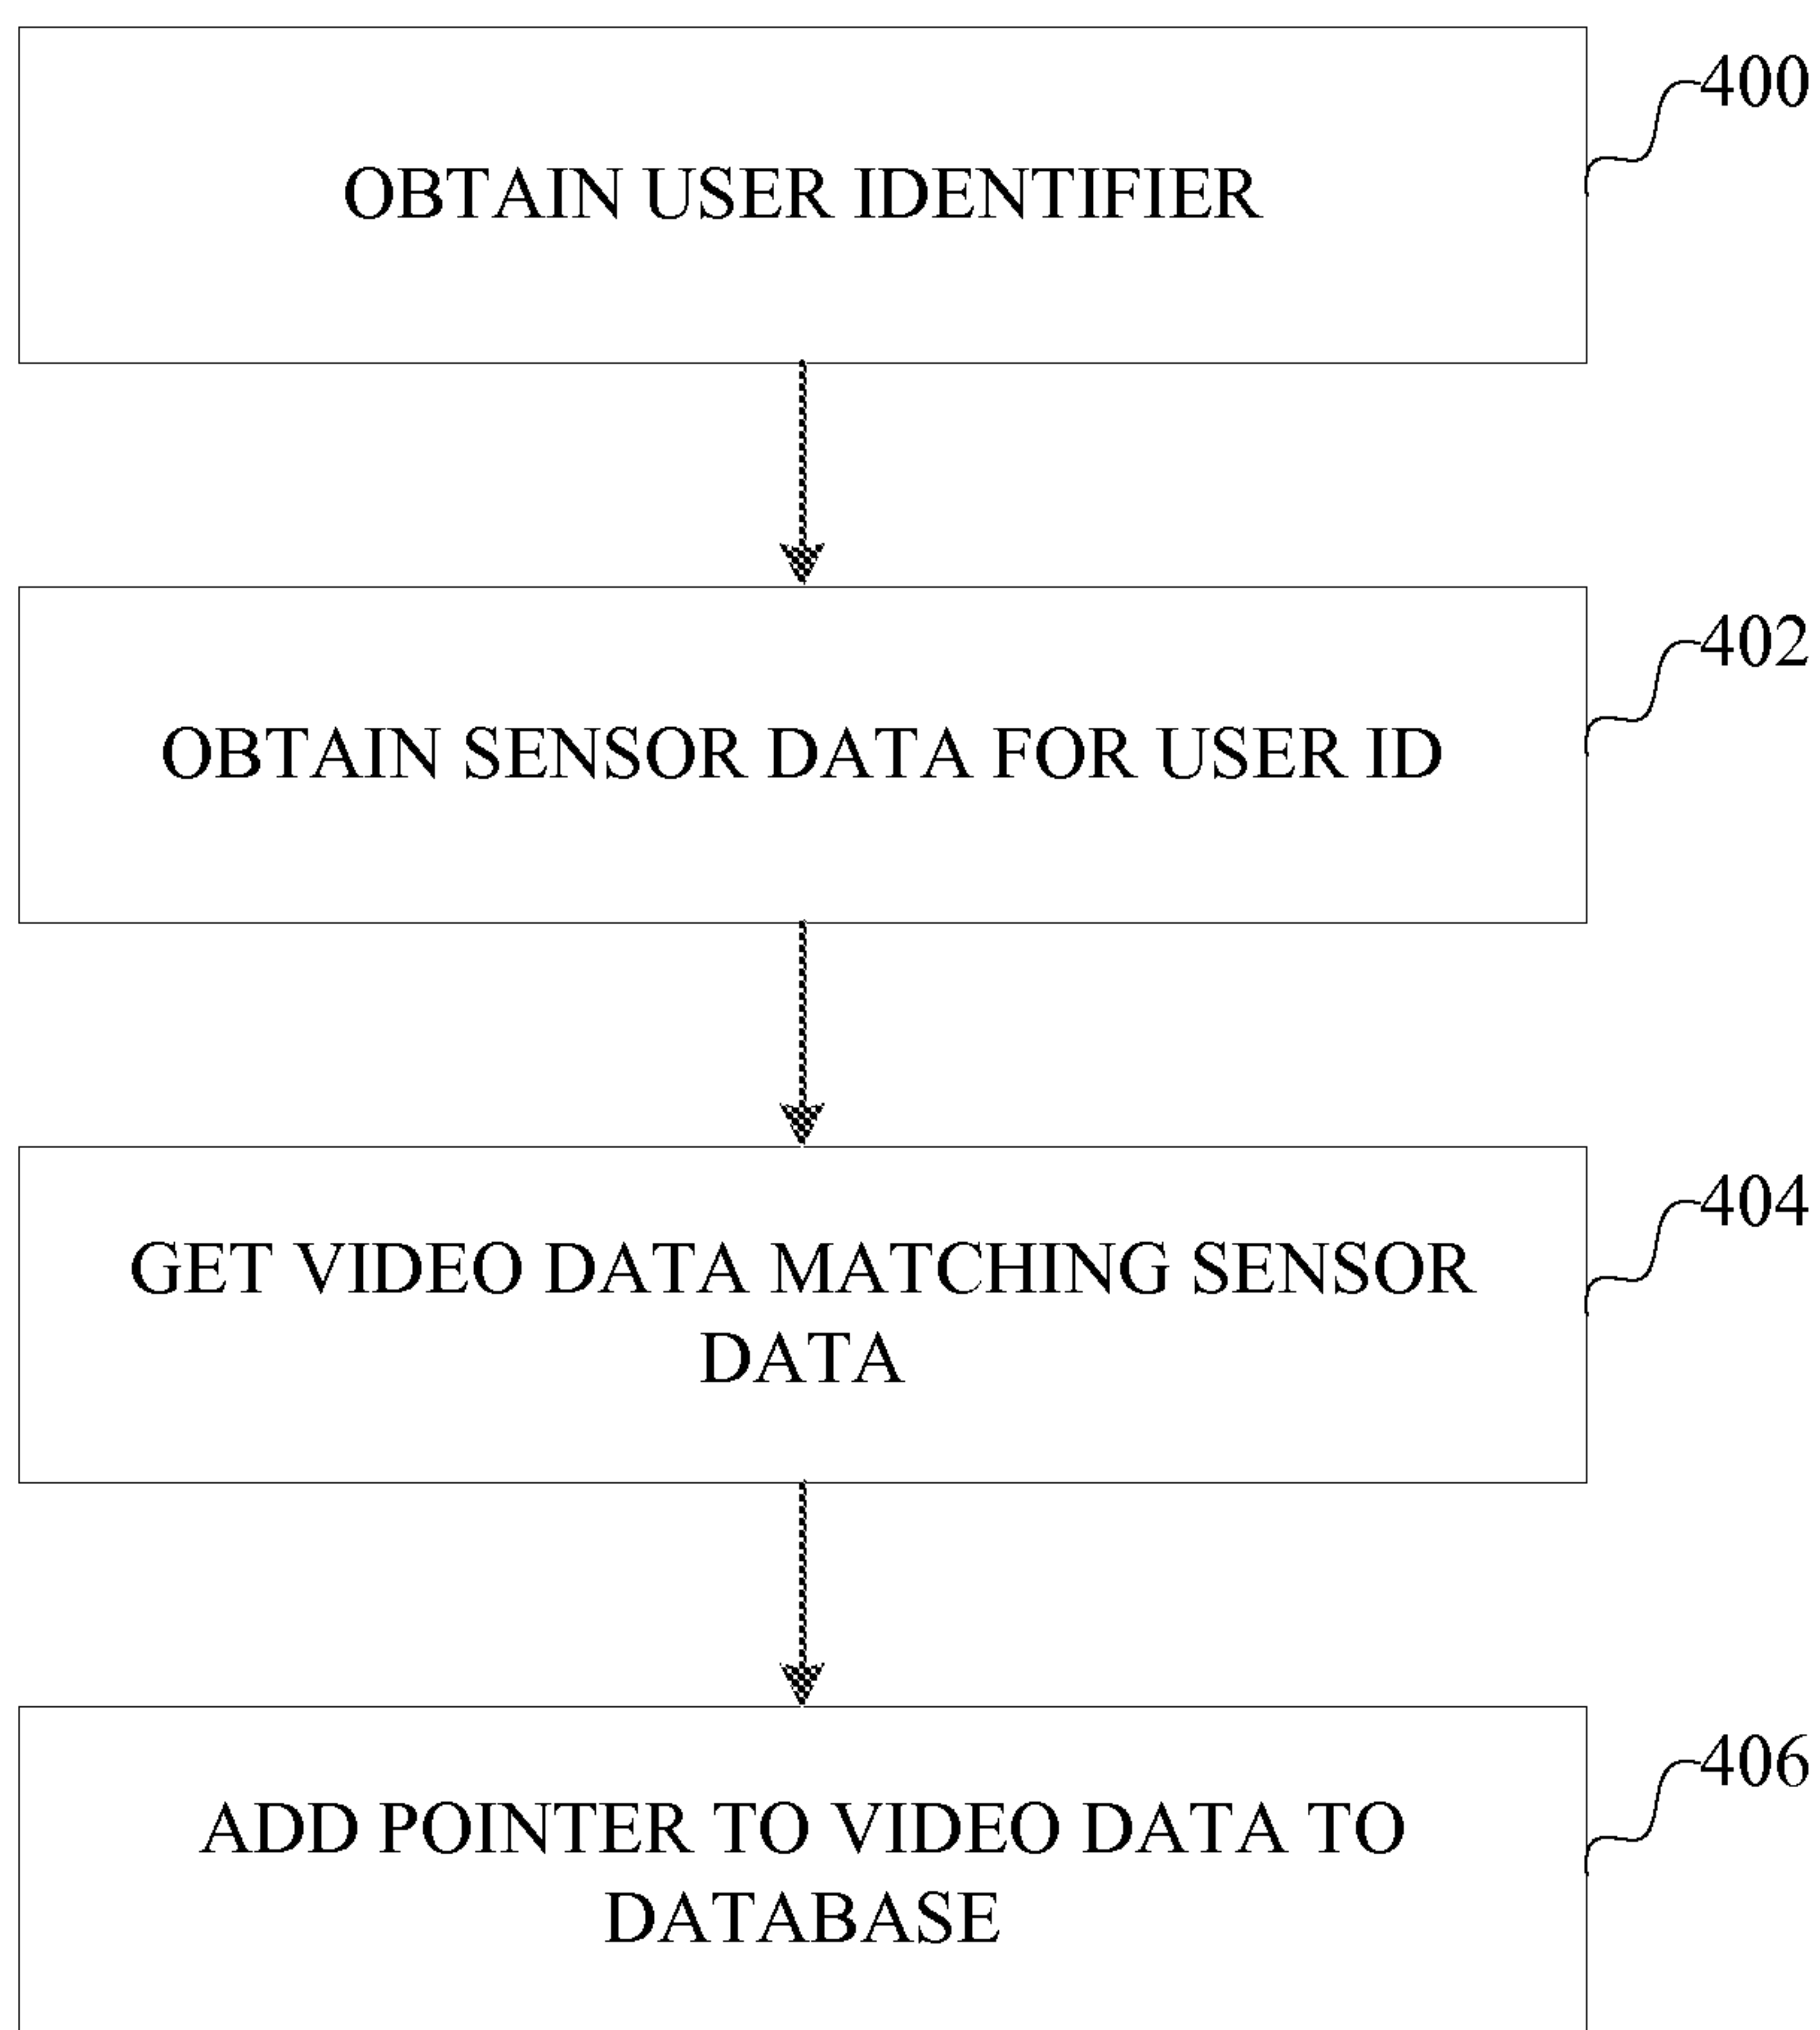 400
OBTAIN USER IDENTIFIER
402
OBTAIN SENSOR DATA FOR USER ID
404
GET VIDEO DATA MATCHING SENSOR
DATA
406
ADD POINTER TO VIDEO DATA TO
DATABASE